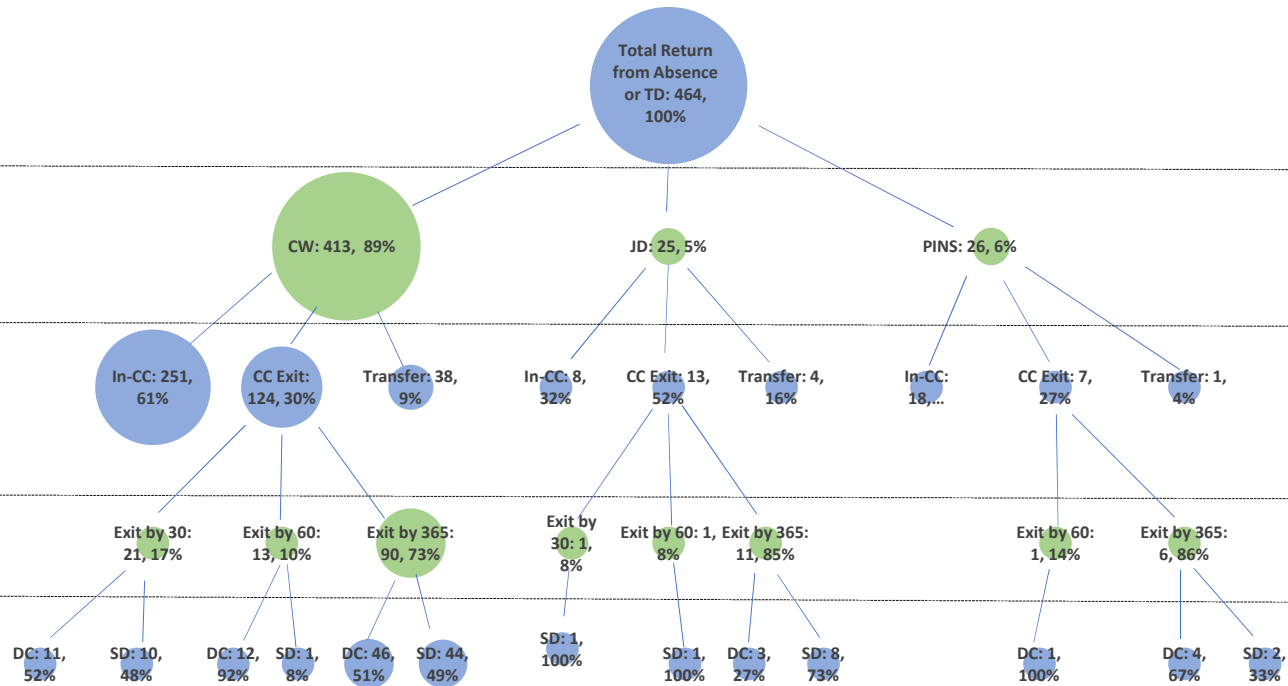 Total Return
from Absence
or TD: 464,
100%
CW: 413, 89%
JD: 25, 5%
PINS: 26, 6%
In-CC: 251,
61%
CC Exit:
124, 30%
Transfer: 38,
9%
In-CC: 8,
32%
CC Exit: 13,
52%
Transfer: 4,
16%
In-CC:
18,...
CC Exit: 7,
27%
Transfer: 1,
4%
Exit by 30:
21, 17%
Exit by 60:
13, 10%
Exit by 365:
90, 73%
Exit by
30: 1,
8%
Exit by 60: 1,
8%
Exit by 365:
11, 85%
Exit by 60:
1, 14%
Exit by 365:
6, 86%
DC: 11,
52%
SD: 10,
48%
DC: 12,
92%
SD: 1,
8%
DC: 46,
51%
SD: 44,
49%
SD: 1,
100%
SD: 1,
100%
DC: 3,
27%
SD: 8,
73%
DC: 1,
100%
DC: 4,
67%
SD: 2,
33%